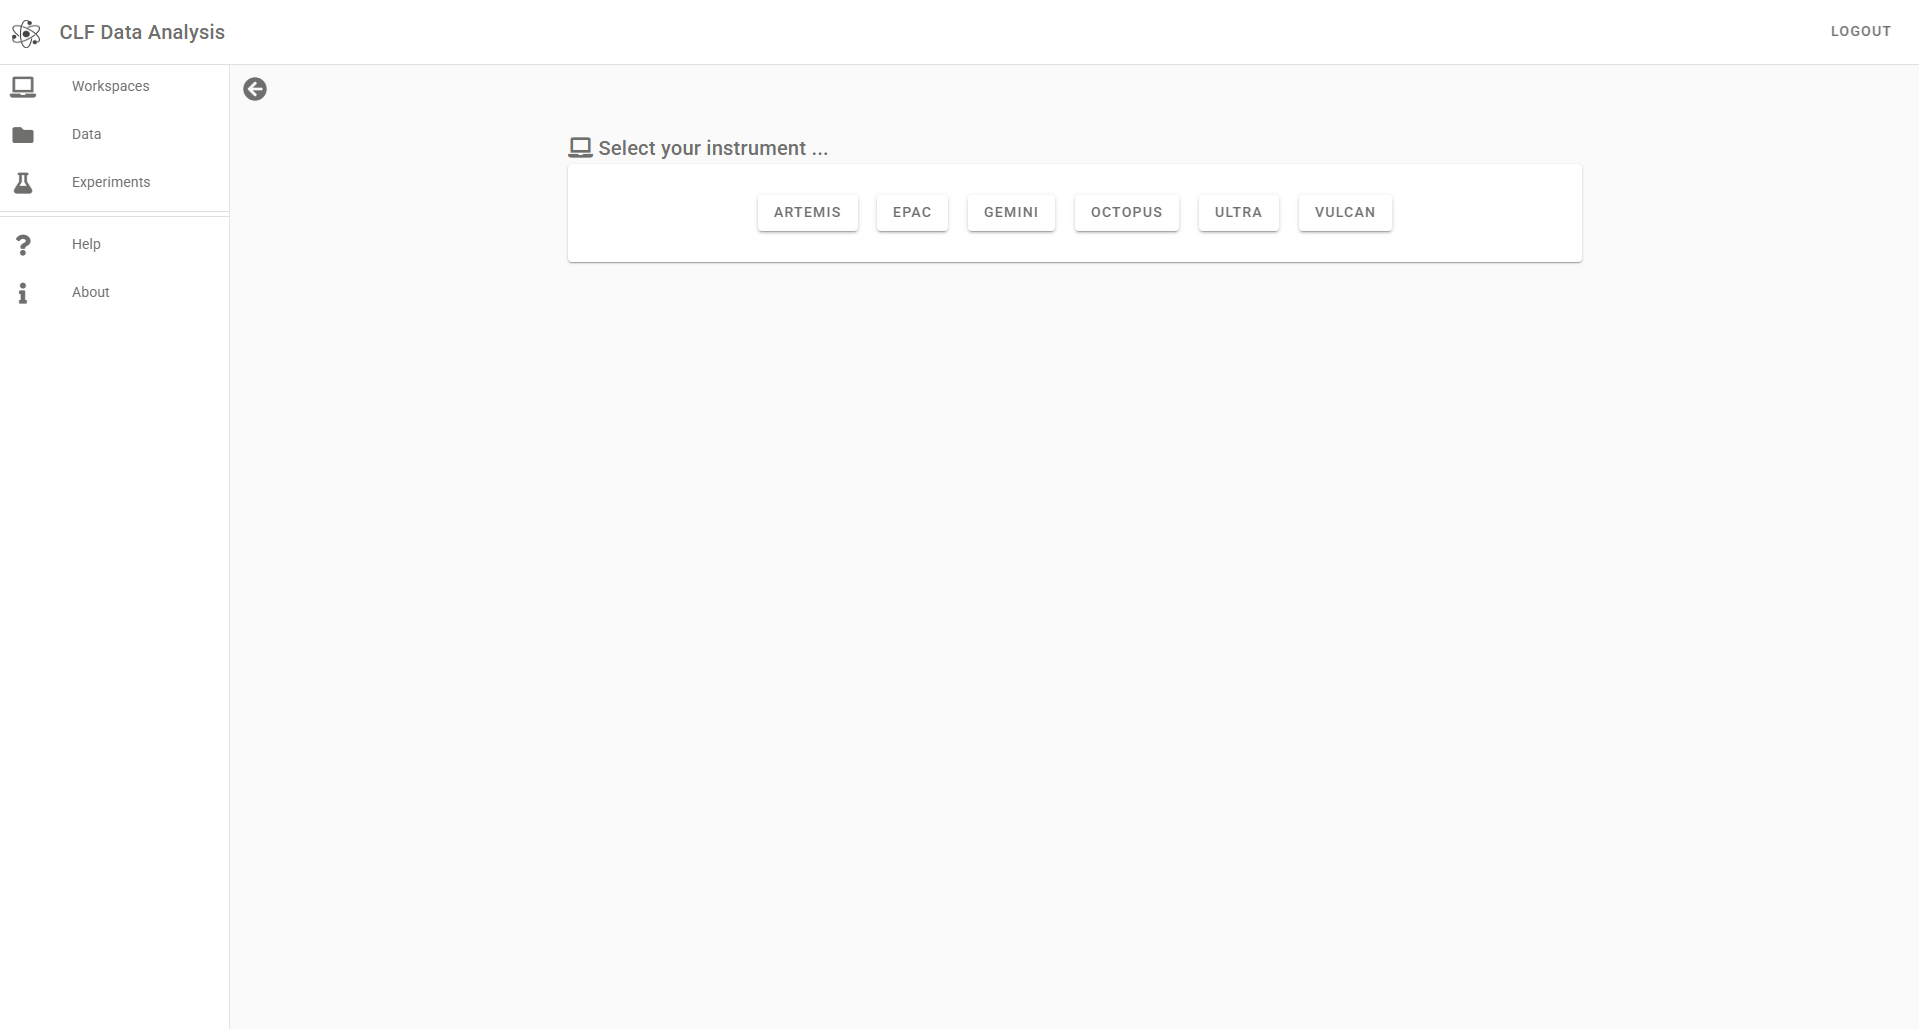 CLF Data Analysis
LOGOUT
Workspaces
Data
Experiments
Help
About
Select your instrument ...
ARTEMIS EPAC GEMINI OCTOPUS ULTRA VULCAN